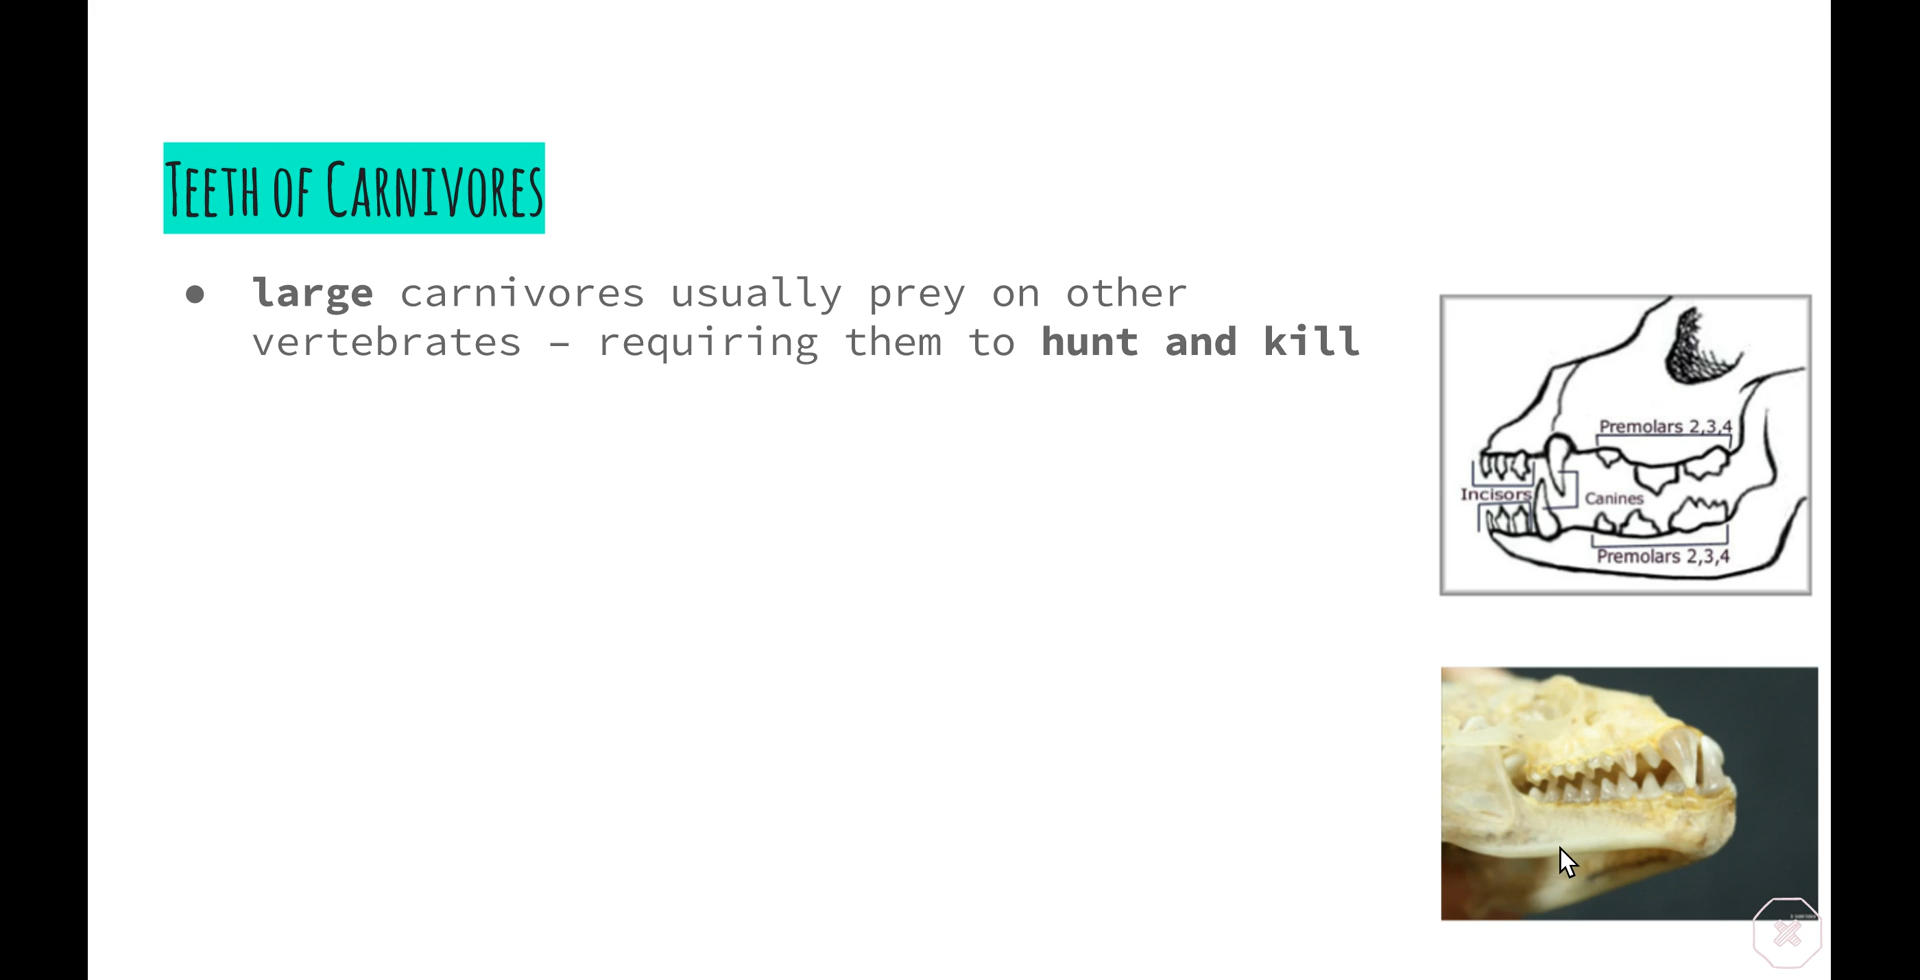 Teeth of Carnivores
● large carnivores usually prey on other
vertebrates – requiring them to hunt and kill
Premolars 2,3,4
Incisors
Canines
Premolars 2,3,4